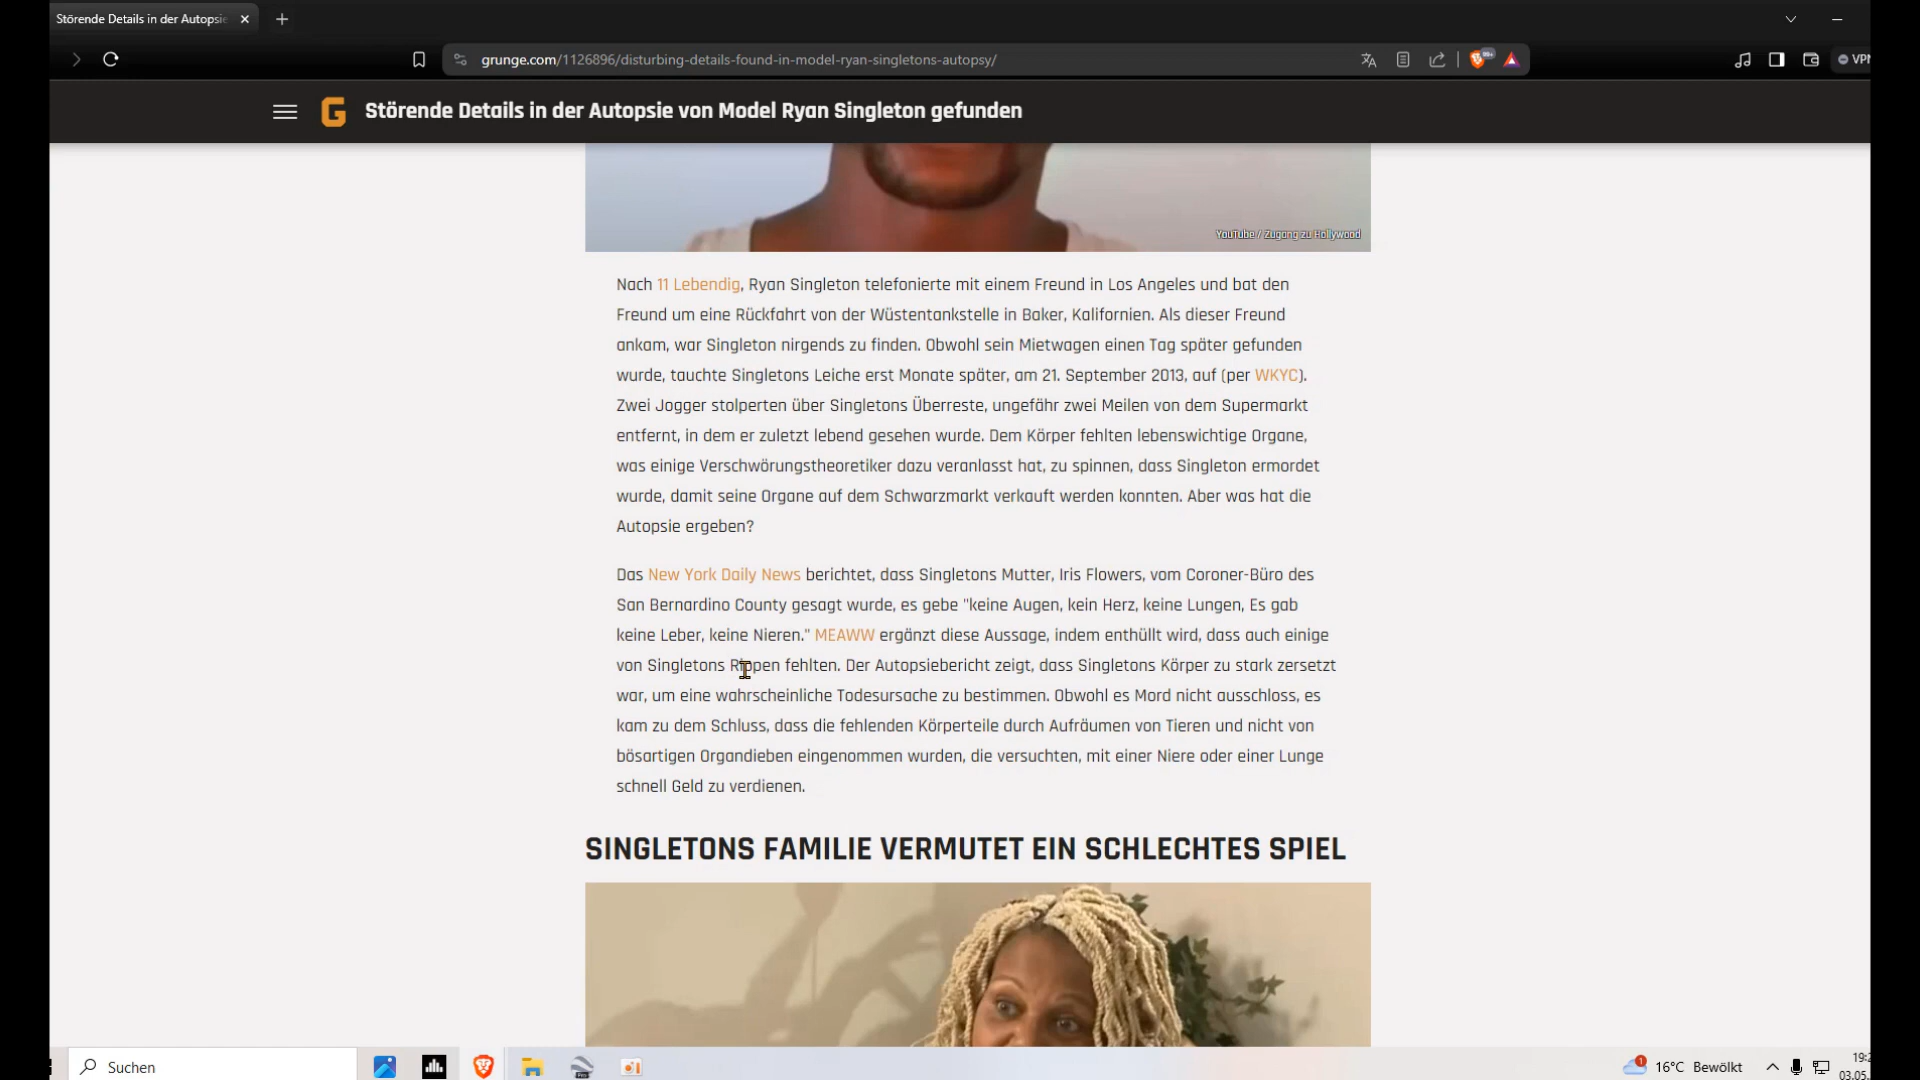 Störende Details in der Autopsie
grunge.com/1126896/disturbing-details-found-in-model-ryan-singletons-autopsy/
99+
VPN
G Störende Details in der Autopsie von Model Ryan Singleton gefunden
YouTube / Zugang zu Hollywood
Nach 11 Lebendig, Ryan Singleton telefonierte mit einem Freund in Los Angeles und bat den
Freund um eine Rückfahrt von der Wüstentankstelle in Baker, Kalifornien. Als dieser Freund
ankam, war Singleton nirgends zu finden. Obwohl sein Mietwagen einen Tag später gefunden
wurde, tauchte Singletons Leiche erst Monate später, am 21. September 2013, auf (per WKYC).
Zwei Jogger stolperten über Singletons Überreste, ungefähr zwei Meilen von dem Supermarkt
entfernt, in dem er zuletzt lebend gesehen wurde. Dem Körper fehlten lebenswichtige Organe,
was einige Verschwörungstheoretiker dazu veranlasst hat, zu spinnen, dass Singleton ermordet
wurde, damit seine Organe auf dem Schwarzmarkt verkauft werden konnten. Aber was hat die
Autopsie ergeben?
Das New York Daily News berichtet, dass Singletons Mutter, Iris Flowers, vom Coroner-Büro des
San Bernardino County gesagt wurde, es gebe "keine Augen, kein Herz, keine Lungen, Es gab
keine Leber, keine Nieren." MEAWW ergänzt diese Aussage, indem enthüllt wird, dass auch einige
von Singletons Rippen fehlten. Der Autopsiebericht zeigt, dass Singletons Körper zu stark zersetzt
war, um eine wahrscheinliche Todesursache zu bestimmen. Obwohl es Mord nicht ausschloss, es
kam zu dem Schluss, dass die fehlenden Körperteile durch Aufräumen von Tieren und nicht von
bösartigen Organdieben eingenommen wurden, die versuchten, mit einer Niere oder einer Lunge
schnell Geld zu verdienen.
SINGLETONS FAMILIE VERMUTET EIN SCHLECHTES SPIEL
Suchen
1 16°C Bewölkt
19:2
03.05.